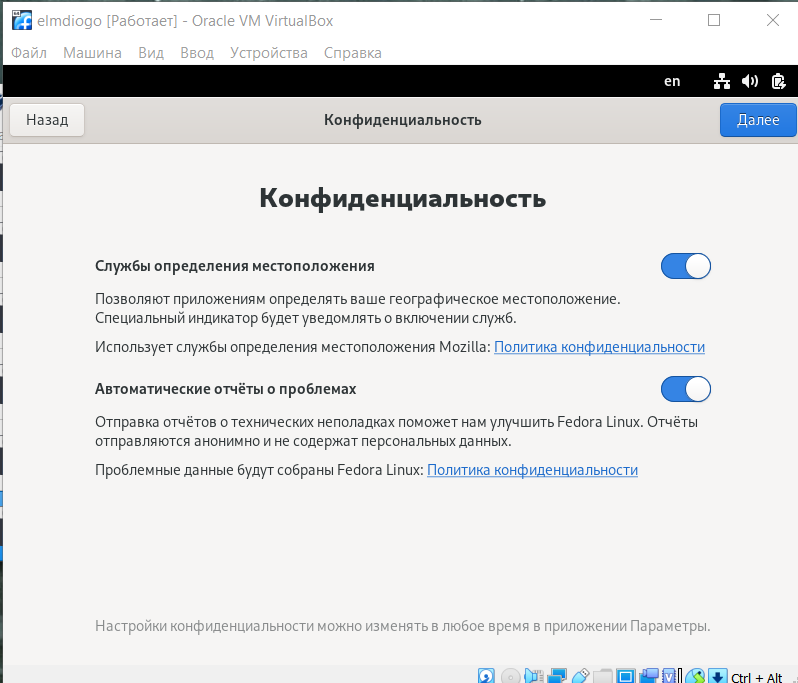 elmdiogo [Работает] - Oracle VM VirtualBox
Файл Машина Вид Ввод Устройства Справка
en
Назад Конфиденциальность Далее
Конфиденциальность
Службы определения местоположения
Позволяют приложениям определять ваше географическое местоположение.
Специальный индикатор будет уведомлять о включении служб.
Использует службы определения местоположения Mozilla: Политика конфиденциальности
Автоматические отчёты о проблемах
Отправка отчётов о технических неполадках поможет нам улучшить Fedora Linux. Отчёты
отправляются анонимно и не содержат персональных данных.
Проблемные данные будут собраны Fedora Linux: Политика конфиденциальности
Настройки конфиденциальности можно изменять в любое время в приложении Параметры.
Ctrl + Alt